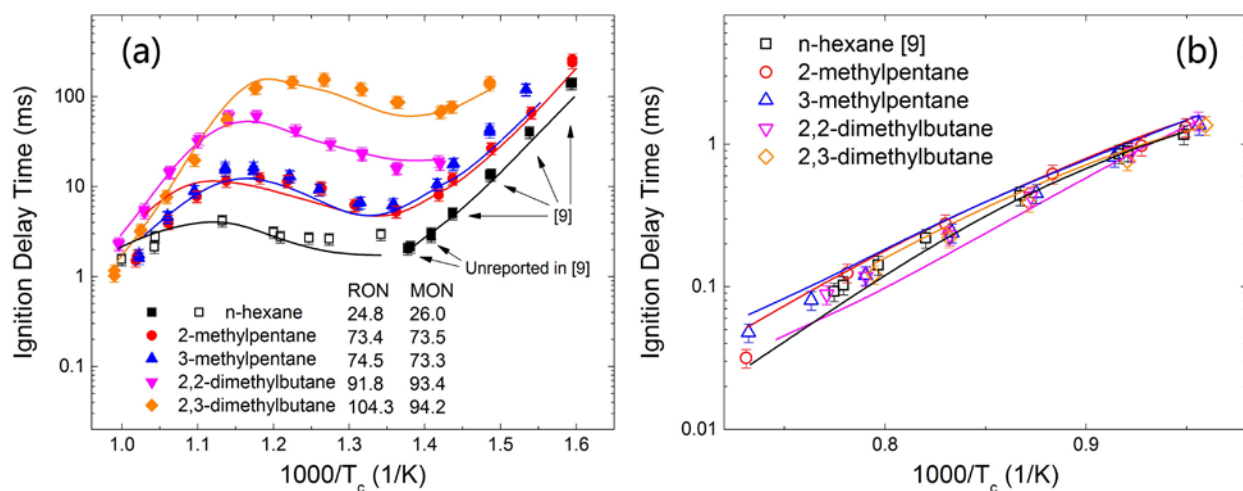 (a)
Ignition Delay Time (ms)
100
10
1
0.1
[9]
Unreported in [9]
RON MON
n-hexane 24.8 26.0
2-methylpentane 73.4 73.5
3-methylpentane 74.5 73.3
2,2-dimethylbutane 91.8 93.4
2,3-dimethylbutane 104.3 94.2
1.0 1.1 1.2 1.3 1.4 1.5 1.6
1000/Tc (1/K)
(b)
Ignition Delay Time (ms)
1
0.1
0.01
n-hexane [9]
2-methylpentane
3-methylpentane
2,2-dimethylbutane
2,3-dimethylbutane
0.8 0.9
1000/Tc (1/K)